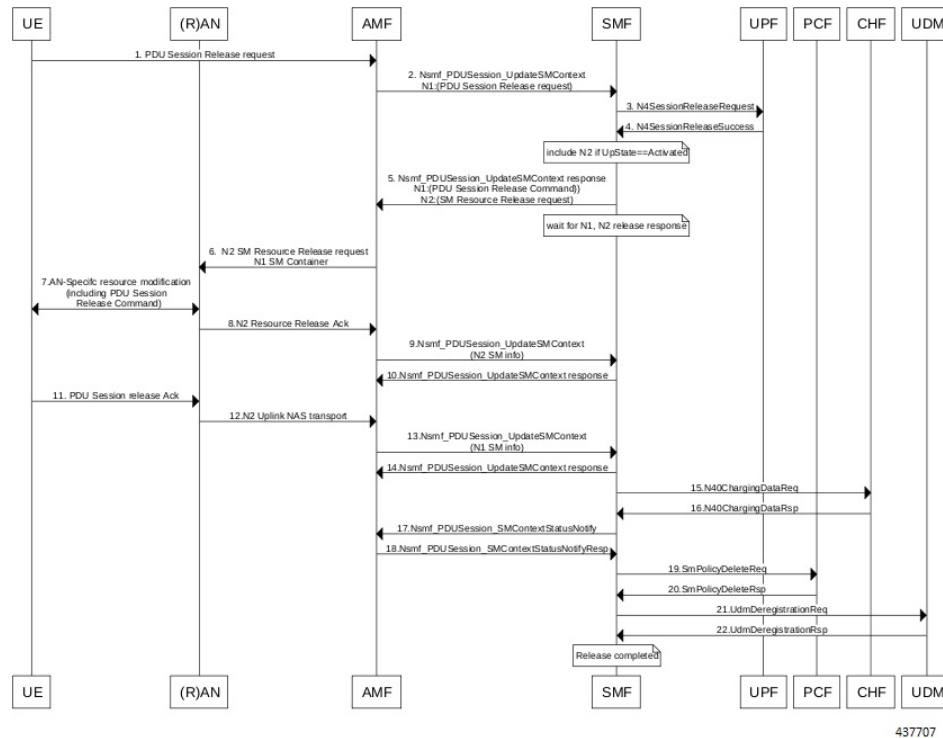 UE
(R)AN
AMF
SMF
UPF
PCF
CHF
UDM
1. PDU Session Release request
2. Nsmf_PDUSession_UpdateSMContext
N1:(PDU Session Release request)
3. N4SessionReleaseRequest
4. N4SessionReleaseSuccess
include N2 if UpState==Activated
5. Nsmf_PDUSession_UpdateSMContext response
N1:(PDU Session Release Command))
N2:(SM Resource Release request)
wait for N1, N2 release response
6. N2 SM Resource Release request
N1 SM Container
7.AN-Specifc resource modification
(including PDU Session
Release Command)
8.N2 Resource Release Ack
9.Nsmf_PDUSession_UpdateSMContext
(N2 SM info)
10.Nsmf_PDUSession_UpdateSMContext response
11. PDU Session release Ack
12.N2 Uplink NAS transport
13.Nsmf_PDUSession_UpdateSMContext
(N1 SM info)
14.Nsmf_PDUSession_UpdateSMContext response
15.N40ChargingDataReq
16.N40ChargingDataRsp
17.Nsmf_PDUSession_SMContextStatusNotify
18.Nsmf_PDUSession_SMContextStatusNotifyResp
19.SmPolicyDeleteReq
20.SmPolicyDeleteRsp
21.UdmDeregistrationReq
22.UdmDeregistrationRsp
Release completed
UE
(R)AN
AMF
SMF
UPF
PCF
CHF
UDM
437707